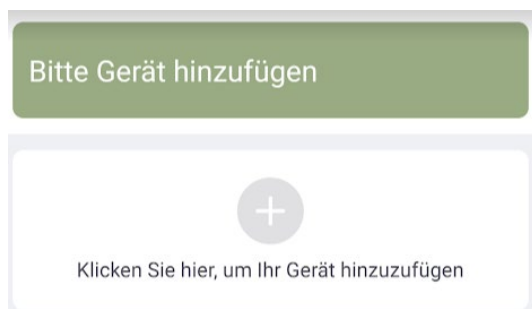 Bitte Gerät hinzufügen
Klicken Sie hier, um Ihr Gerät hinzuzufügen